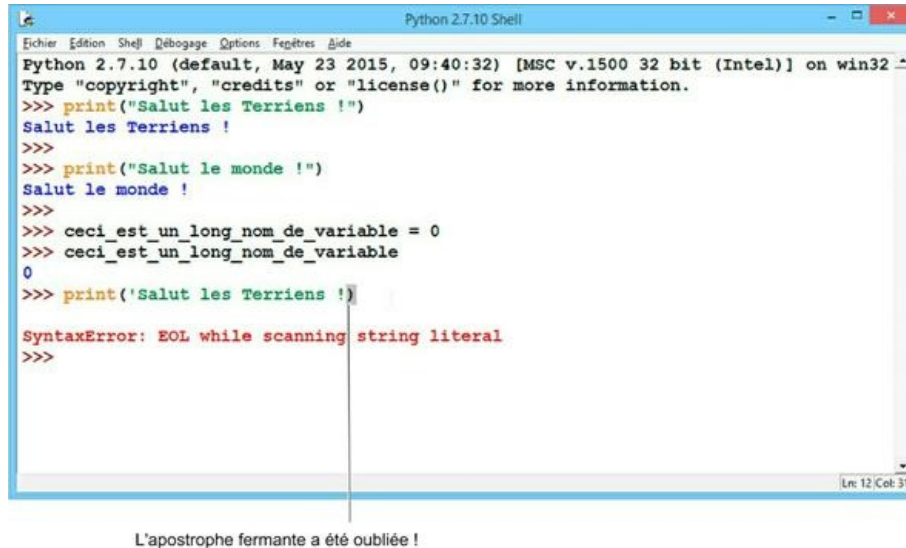 Python 2.7.10 Shell
Fichier Edition Shell Débogage Options Fenêtres Aide
Python 2.7.10 (default, May 23 2015, 09:40:32) [MSC v.1500 32 bit (Intel)] on win32
Type "copyright", "credits" or "license()" for more information.
>>> print("Salut les Terriens !")
Salut les Terriens !
>>>
>>> print("Salut le monde !")
Salut le monde !
>>>
>>> ceci_est_un_long_nom_de_variable = 0
>>> ceci_est_un_long_nom_de_variable
0
>>> print('Salut les Terriens !)
SyntaxError: EOL while scanning string literal
>>>
Ln: 12 Col: 31
L'apostrophe fermante a été oubliée !